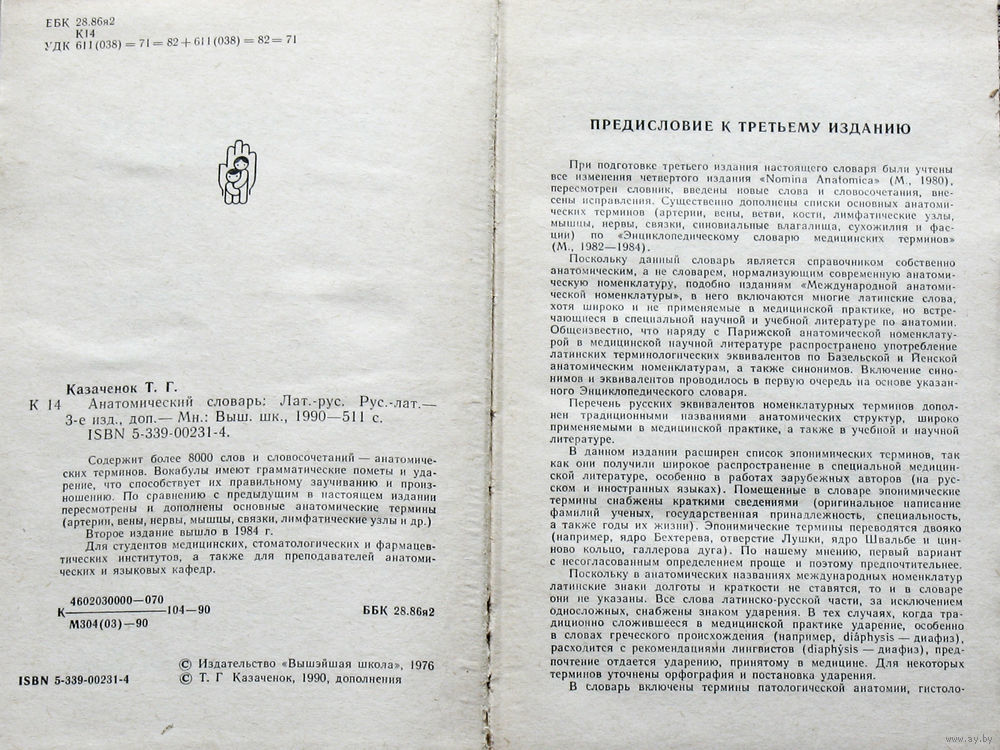 ЕБК 28.86я2
К14
УДК 611(038) = 71 = 82 + 611(038) = 82 = 71
Казаченок Т. Г.
К 14 Анатомический словарь: Лат.-рус. Рус.-лат.—
3-е изд., доп.— Мн.: Выш. шк., 1990—511 с.
ISBN 5-339-00231-4.
Содержит более 8000 слов и словосочетаний — анатомиче-
ских терминов. Вокабулы имеют грамматические пометы и уда-
рение, что способствует их правильному заучиванию и произ-
ношению. По сравнению с предыдущим в настоящем издании
пересмотрены и дополнены основные анатомические термины
(артерии, вены, нервы, мышцы, связки, лимфатические узлы и др.)
Второе издание вышло в 1984 г.
Для студентов медицинских, стоматологических и фармацев-
тических институтов, а также для преподавателей анатоми-
ческих и языковых кафедр.
4602030000—070
К————104—90
М304(03)—90
ББК 28.86я2
© Издательство «Вышэйшая школа», 1976
© Т. Г Казаченок, 1990, дополнения
ISBN 5-339-00231-4
ПРЕДИСЛОВИЕ К ТРЕТЬЕМУ ИЗДАНИЮ
При подготовке третьего издания настоящего словаря были учтены
все изменения четвертого издания «Nomina Anatomica» (М., 1980),
пересмотрен словник, введены новые слова и словосочетания, вне-
сены исправления. Существенно дополнены списки основных анатоми-
ческих терминов (артерии, вены, ветви, кости, лимфатические узлы,
мышцы, нервы, связки, синовиальные влагалища, сухожилия и фас-
ции) по «Энциклопедическому словарю медицинских терминов»
(М., 1982—1984).
Поскольку данный словарь является справочником собственно
анатомическим, а не словарем, нормализующим современную анатоми-
ческую номенклатуру, подобно изданиям «Международной анатоми-
ческой номенклатуры», в него включаются многие латинские слова,
хотя широко и не применяемые в медицинской практике, но встре-
чающиеся в специальной научной и учебной литературе по анатомии.
Общеизвестно, что наряду с Парижской анатомической номенклату-
рой в медицинской научной литературе распространено употребление
латинских терминологических эквивалентов по Базельской и Йенской
анатомическим номенклатурам, а также синонимов. Включение сино-
нимов и эквивалентов проводилось в первую очередь на основе указан-
ного Энциклопедического словаря.
Перечень русских эквивалентов номенклатурных терминов допол-
нен традиционными названиями анатомических структур, широко
применяемыми в медицинской практике, а также в учебной и научной
литературе.
В данном издании расширен список эпонимических терминов, так
как они получили широкое распространение в специальной медицин-
ской литературе, особенно в работах зарубежных авторов (на рус-
ском и иностранных языках). Помещенные в словаре эпонимические
термины снабжены краткими сведениями (оригинальное написание
фамилий ученых, государственная принадлежность, специальность,
а также годы их жизни). Эпонимические термины переводятся двояко
(например, ядро Бехтерева, отверстие Лушки, ядро Швальбе и цин-
ново кольцо, галлерова дуга). По нашему мнению, первый вариант
с несогласованным определением проще и поэтому предпочтительнее.
Поскольку в анатомических названиях международных номенклатур
латинские знаки долготы и краткости не ставятся, то и в словаре
они не указаны. Все слова латинско-русской части, за исключением
односложных, снабжены знаком ударения. В тех случаях, когда тра-
диционно сложившееся в медицинской практике ударение, особенно
в словах греческого происхождения (например, diáphysis — диафиз),
расходится с рекомендациями лингвистов (diaphýsis — диафиз), пред-
почтение отдается ударению, принятому в медицине. Для некоторых
терминов уточнены орфография и постановка ударения.
В словарь включены термины патологической анатомии, гистоло-
www.ay.by